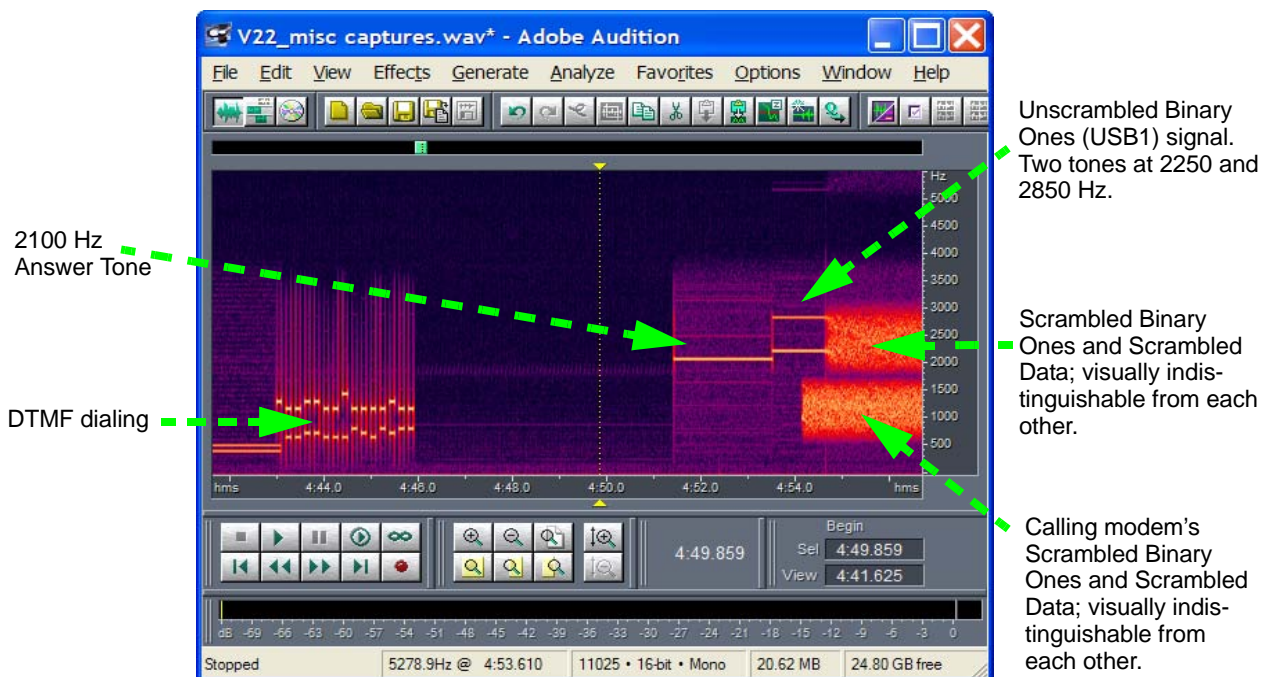 V22_misc captures.wav* - Adobe Audition
File Edit View Effects Generate Analyze Favorites Options Window Help
Unscrambled Binary
Ones (USB1) signal.
Two tones at 2250 and
2850 Hz.
2100 Hz
Answer Tone
Scrambled Binary
Ones and Scrambled
Data; visually indis-
tinguishable from each
other.
DTMF dialing
Calling modem's
Scrambled Binary
Ones and Scrambled
Data; visually indis-
tinguishable from
each other.
Hz
5000
4500
4000
3500
3000
2500
2000
1500
1000
500
hms 4:44.0 4:46.0 4:48.0 4:50.0 4:52.0 4:54.0 hms
4:49.859
Begin
Sel 4:49.859
View 4:41.625
dB -69 -66 -63 -60 -57 -54 -51 -48 -45 -42 -39 -36 -33 -30 -27 -24 -21 -18 -15 -12 -9 -6 -3 0
Stopped 5278.9Hz @ 4:53.610 11025 • 16-bit • Mono 20.62 MB 24.80 GB free